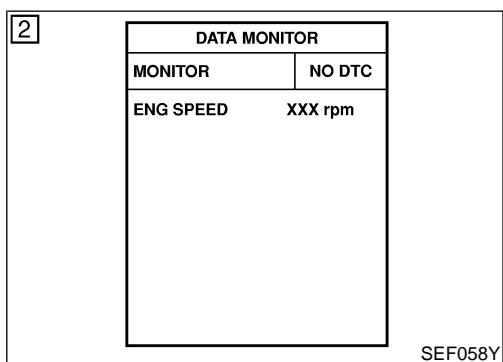 2
DATA MONITOR
MONITOR NO DTC
ENG SPEED XXX rpm
SEF058Y